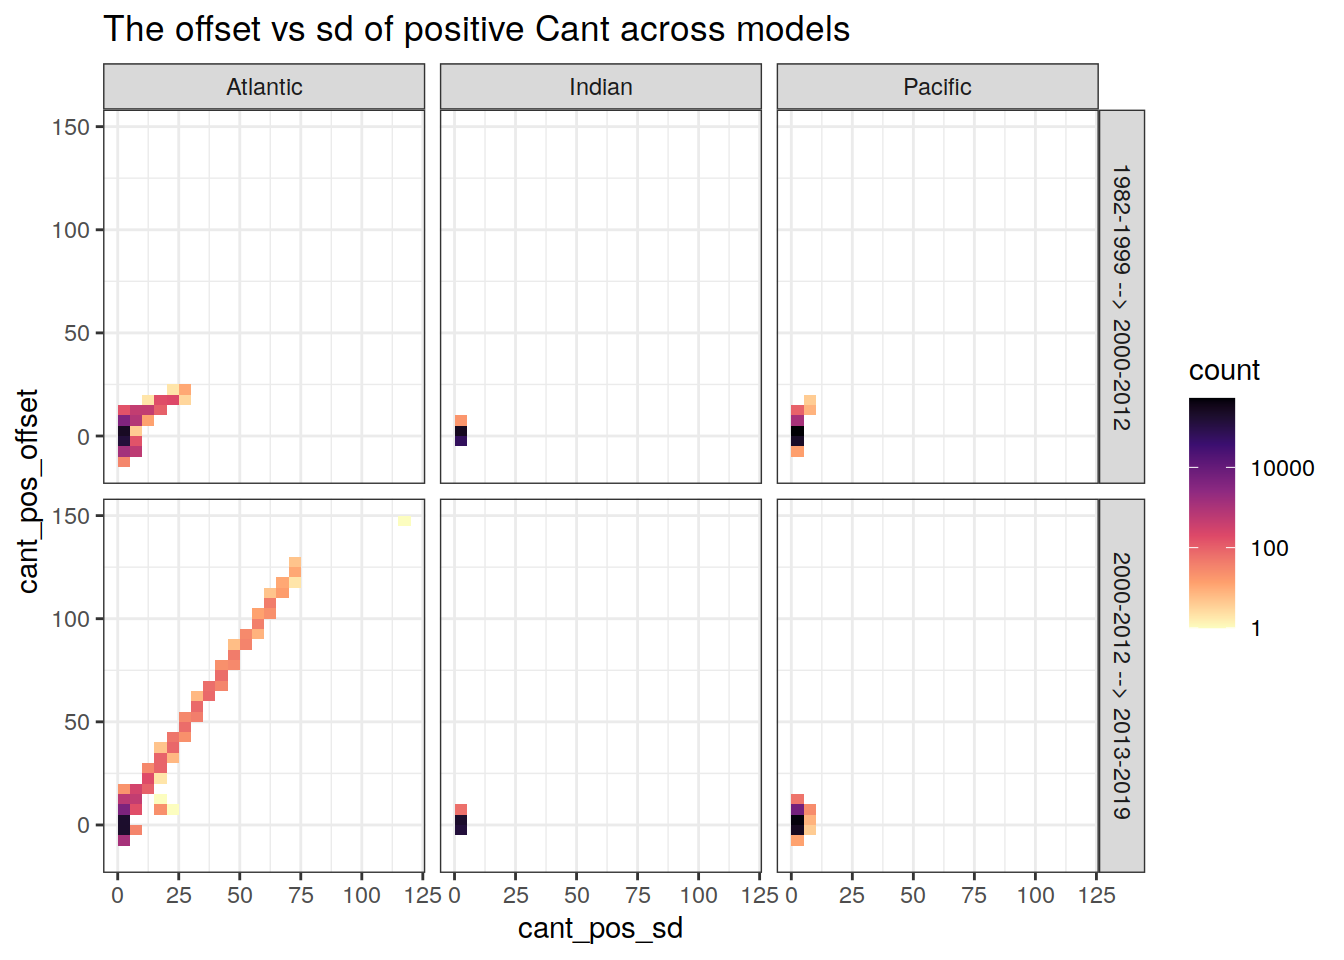 The offset vs sd of positive Cant across models
Atlantic
Indian
Pacific
150
100
50
0
1982-1999 --> 2000-2012
150
100
50
0
2000-2012 --> 2013-2019
0 25 50 75 100 125
0 25 50 75 100 125
0 25 50 75 100 125
cant_pos_sd
cant_pos_offset
count
10000
100
1